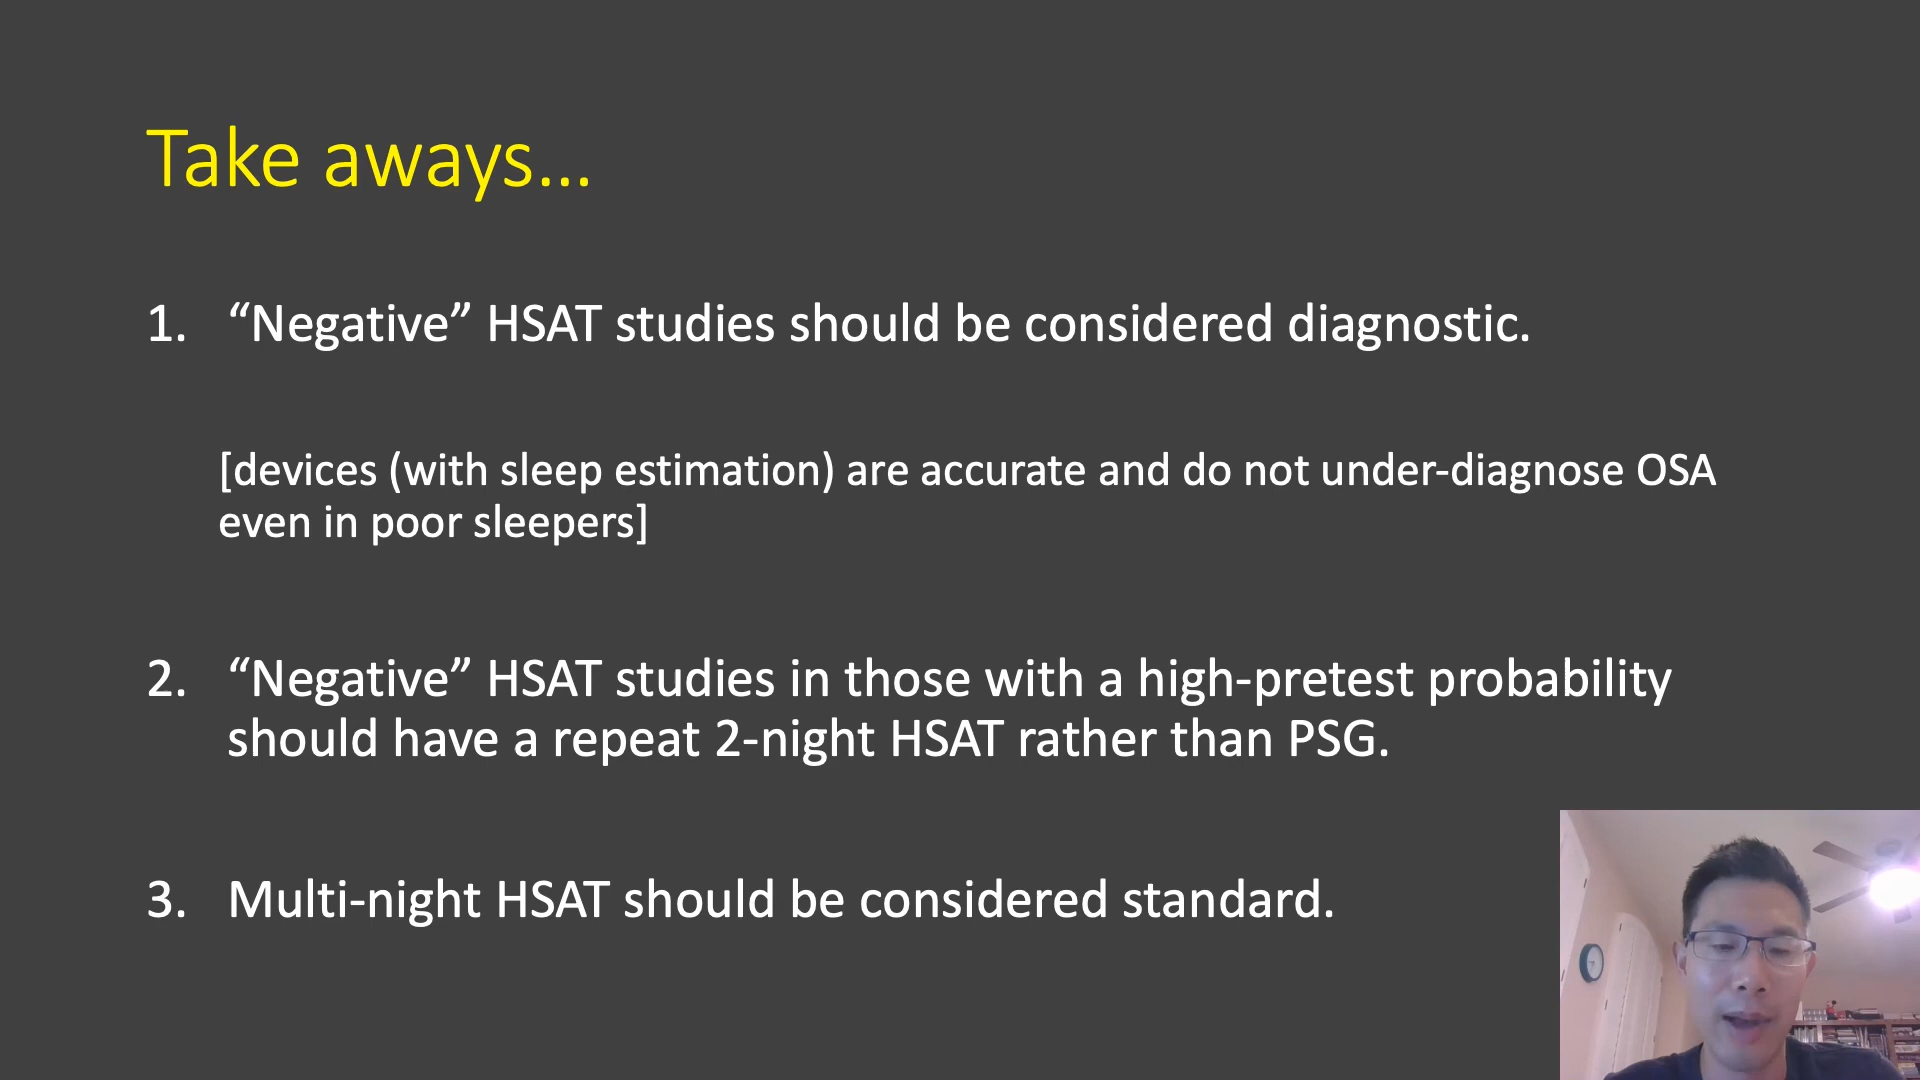 Take aways...
1. “Negative” HSAT studies should be considered diagnostic.
[devices (with sleep estimation) are accurate and do not under-diagnose OSA
even in poor sleepers]
2. “Negative” HSAT studies in those with a high-pretest probability
should have a repeat 2-night HSAT rather than PSG.
3. Multi-night HSAT should be considered standard.